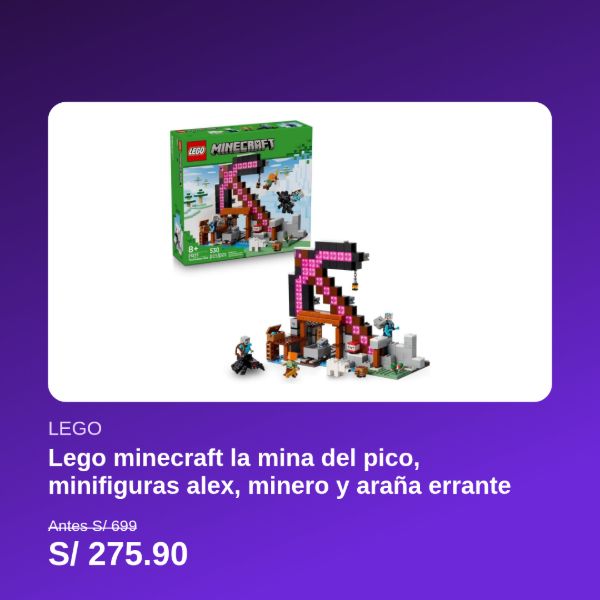 LEGO
MINECRAFT
8+
530
LEGO
Lego minecraft la mina del pico,
minifiguras alex, minero y araña errante
Antes S/ 699
S/ 275.90